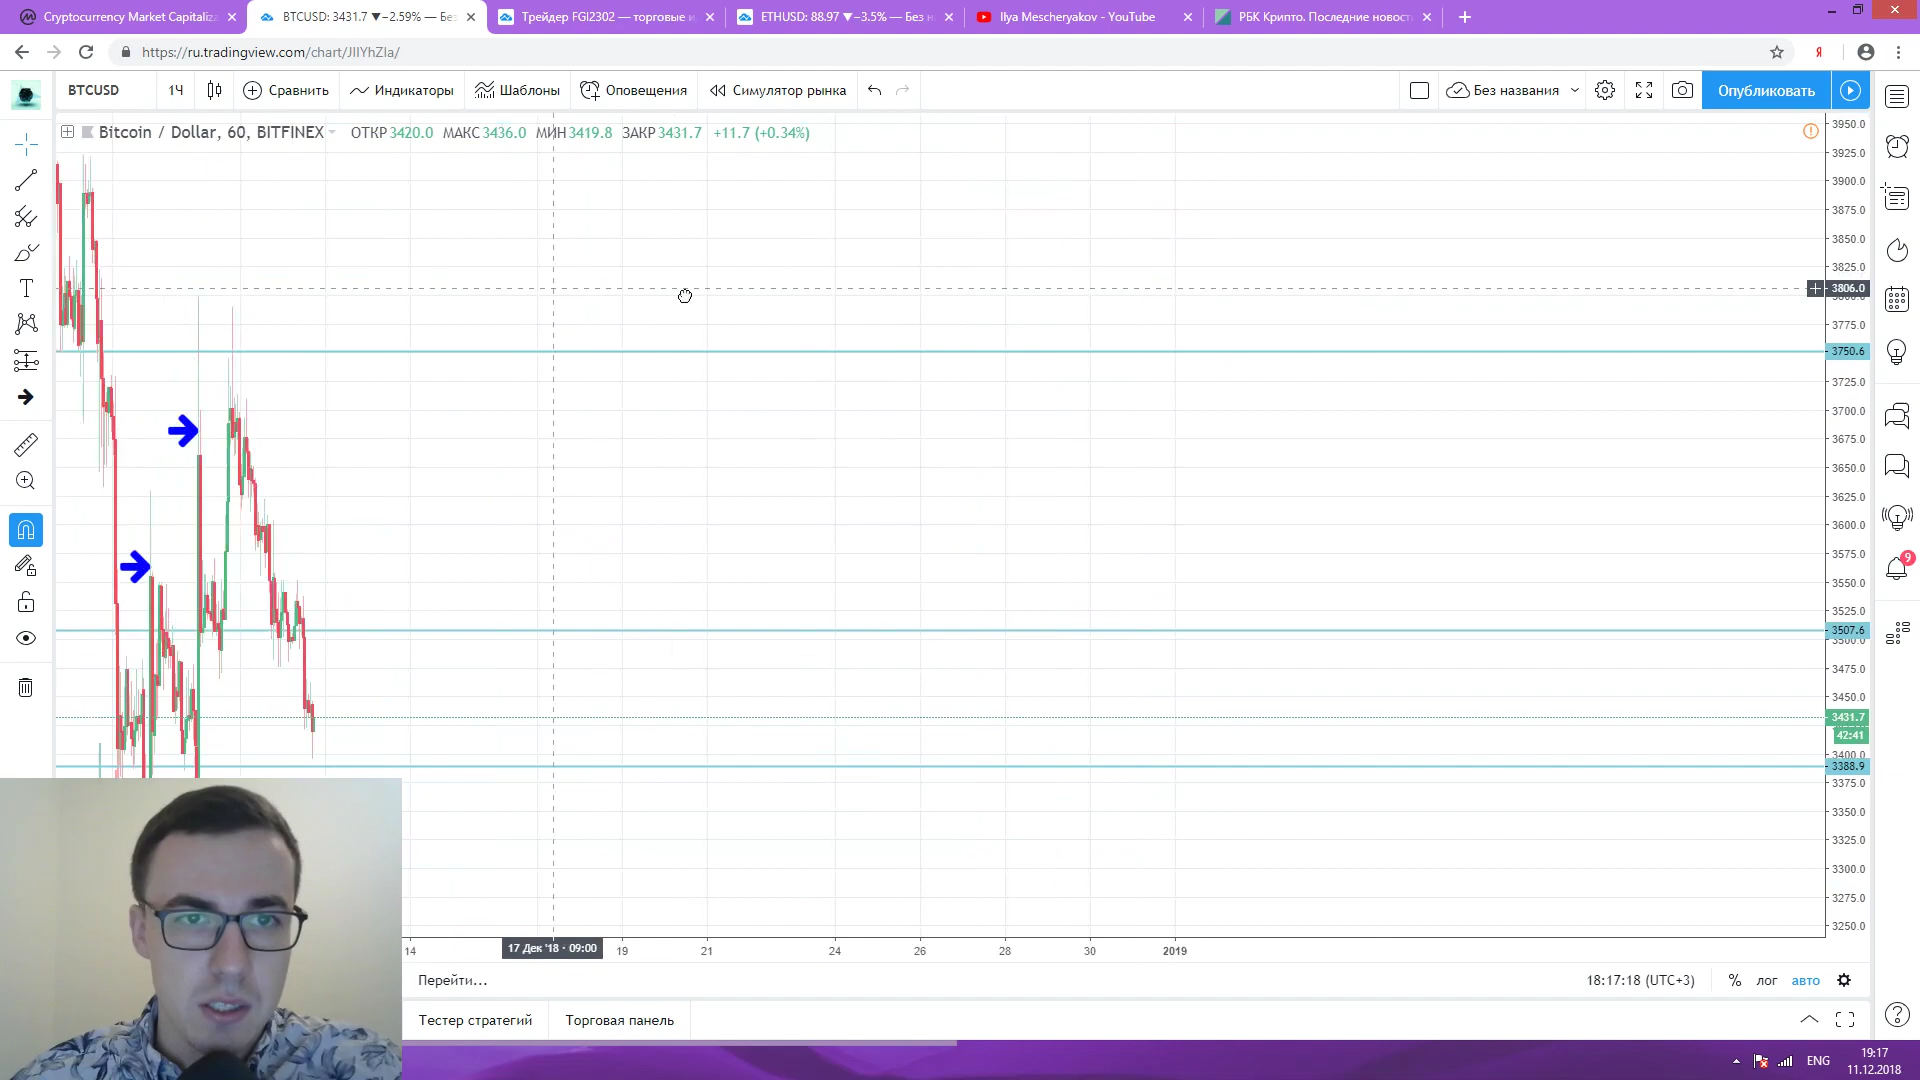 Cryptocurrency Market Capitaliza
BTCUSD: 3431.7 ▼−2.59% — Бе
Трейдер FGI2302 — торговые и
ETHUSD: 88.97 ▼−3.5% — Без н
Ilya Mescheryakov - YouTube
РБК Крипто. Последние новост
https://ru.tradingview.com/chart/JIIYhZIa/
Я
BTCUSD
1Ч
Сравнить
Индикаторы
Шаблоны
Оповещения
Симулятор рынка
Без названия
Опубликовать
Bitcoin / Dollar, 60, BITFINEX
ОТКР 3420.0 МАКС 3436.0 МИН 3419.8 ЗАКР 3431.7 +11.7 (+0.34%)
3950.0
3925.0
3900.0
3875.0
3850.0
3825.0
3806.0
3775.0
3750.6
3725.0
3700.0
3675.0
3650.0
3625.0
3600.0
3575.0
9
3550.0
3525.0
3507.6
3500.0
3475.0
3450.0
3431.7
42:41
3400.0
3388.9
3375.0
3350.0
3325.0
3300.0
3275.0
3250.0
14
17 Дек '18 - 09:00
19
21
24
26
28
30
2019
Перейти...
18:17:18 (UTC+3)
%
лог
авто
Тестер стратегий
Торговая панель
ENG
19:17
11.12.2018